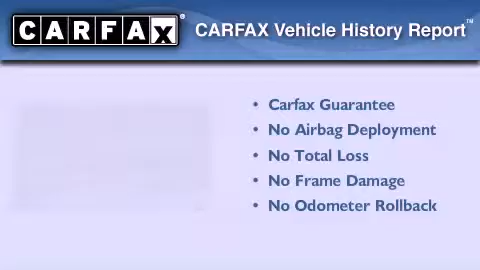 CARFAX® CARFAX Vehicle History Report™
• Carfax Guarantee
• No Airbag Deployment
• No Total Loss
• No Frame Damage
• No Odometer Rollback